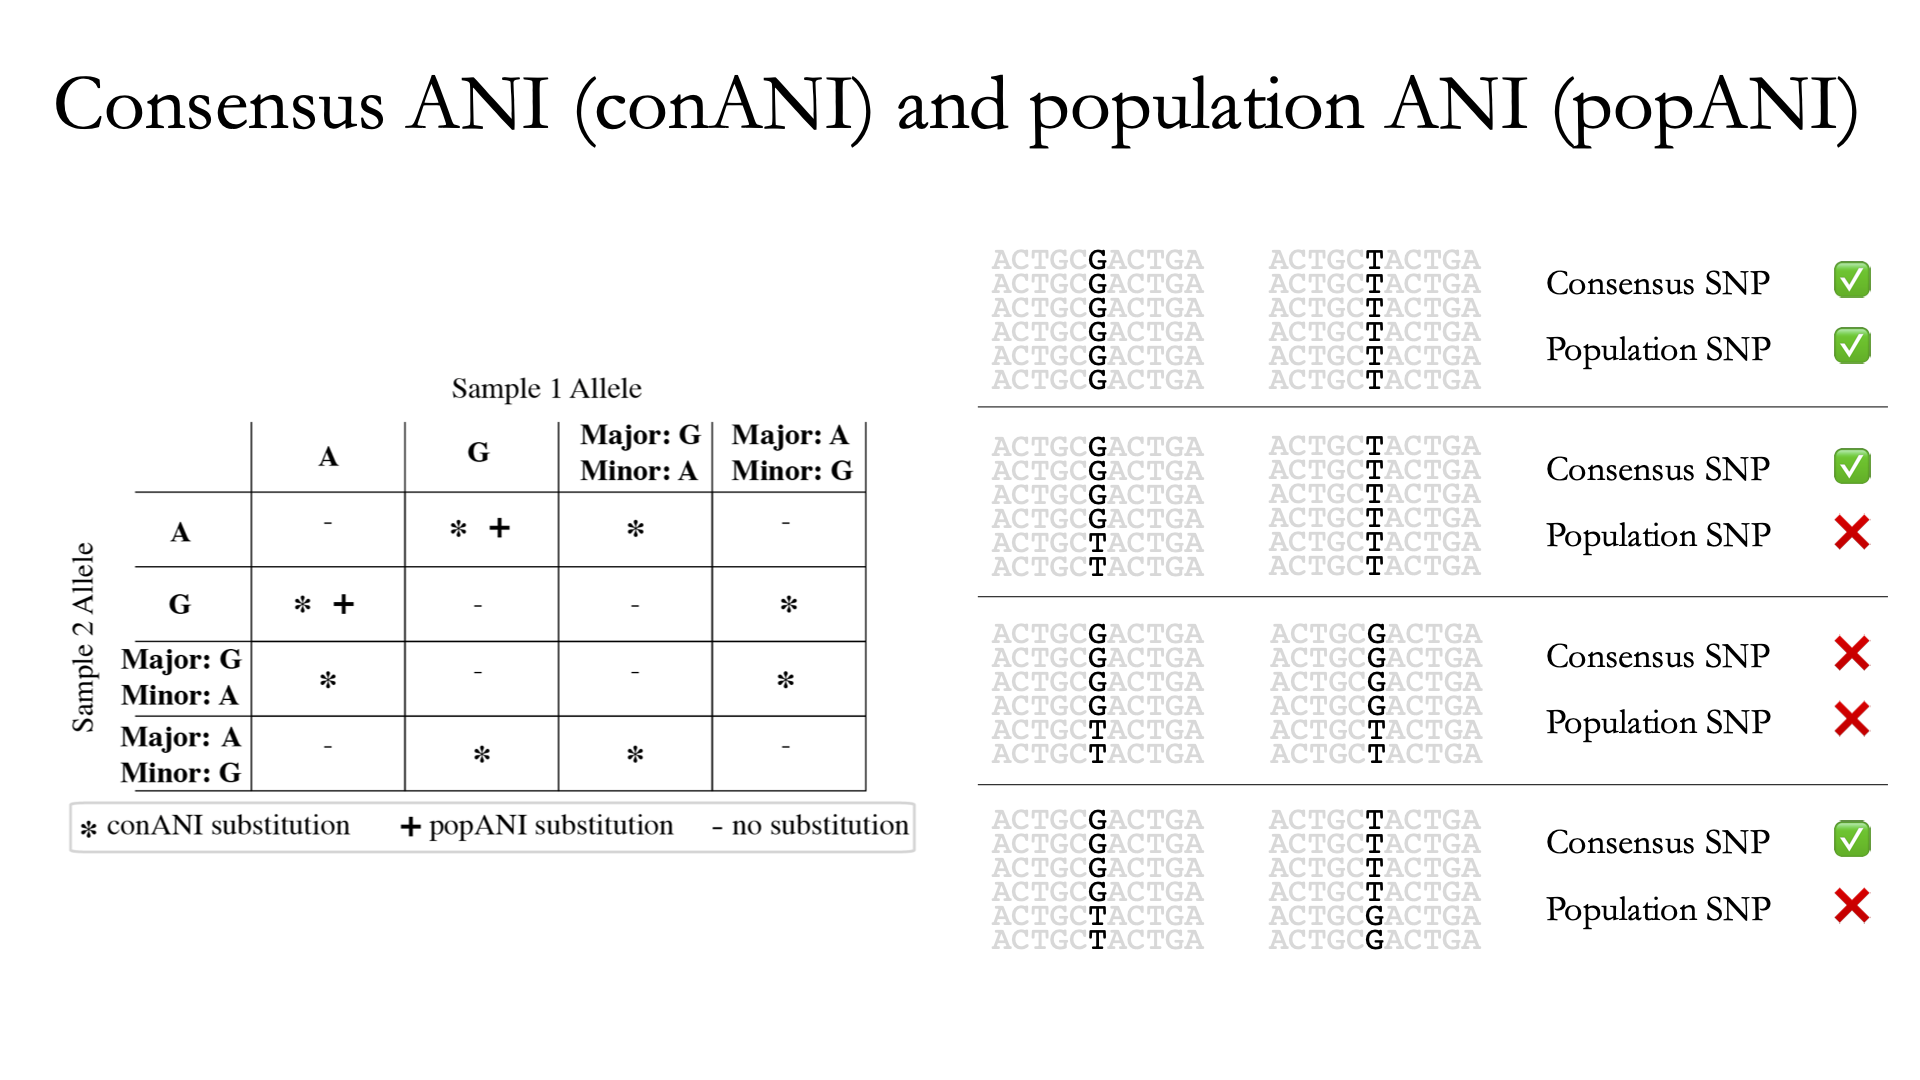 Consensus ANI (conANI) and population ANI (popANI)
Sample 1 Allele
A G Major: G Minor: A Major: A Minor: G
Sample 2 Allele
A - * + * -
G * + - - *
Major: G Minor: A * - - *
Major: A Minor: G - * * -
* conANI substitution + popANI substitution - no substitution
ACTGCGACTGA ACTGCTACTGA
ACTGCGACTGA ACTGCTACTGA
ACTGCGACTGA ACTGCTACTGA
ACTGCGACTGA ACTGCTACTGA
ACTGCGACTGA ACTGCTACTGA
ACTGCGACTGA ACTGCTACTGA
Consensus SNP ✅
Population SNP ✅
ACTGCGACTGA ACTGCTACTGA
ACTGCGACTGA ACTGCTACTGA
ACTGCGACTGA ACTGCTACTGA
ACTGCGACTGA ACTGCTACTGA
ACTGCTACTGA ACTGCTACTGA
ACTGCTACTGA ACTGCTACTGA
Consensus SNP ✅
Population SNP ❌
ACTGCGACTGA ACTGCGACTGA
ACTGCGACTGA ACTGCGACTGA
ACTGCGACTGA ACTGCGACTGA
ACTGCGACTGA ACTGCGACTGA
ACTGCTACTGA ACTGCTACTGA
ACTGCTACTGA ACTGCTACTGA
Consensus SNP ❌
Population SNP ❌
ACTGCGACTGA ACTGCTACTGA
ACTGCGACTGA ACTGCTACTGA
ACTGCGACTGA ACTGCTACTGA
ACTGCGACTGA ACTGCTACTGA
ACTGCTACTGA ACTGCGACTGA
ACTGCTACTGA ACTGCGACTGA
Consensus SNP ✅
Population SNP ❌